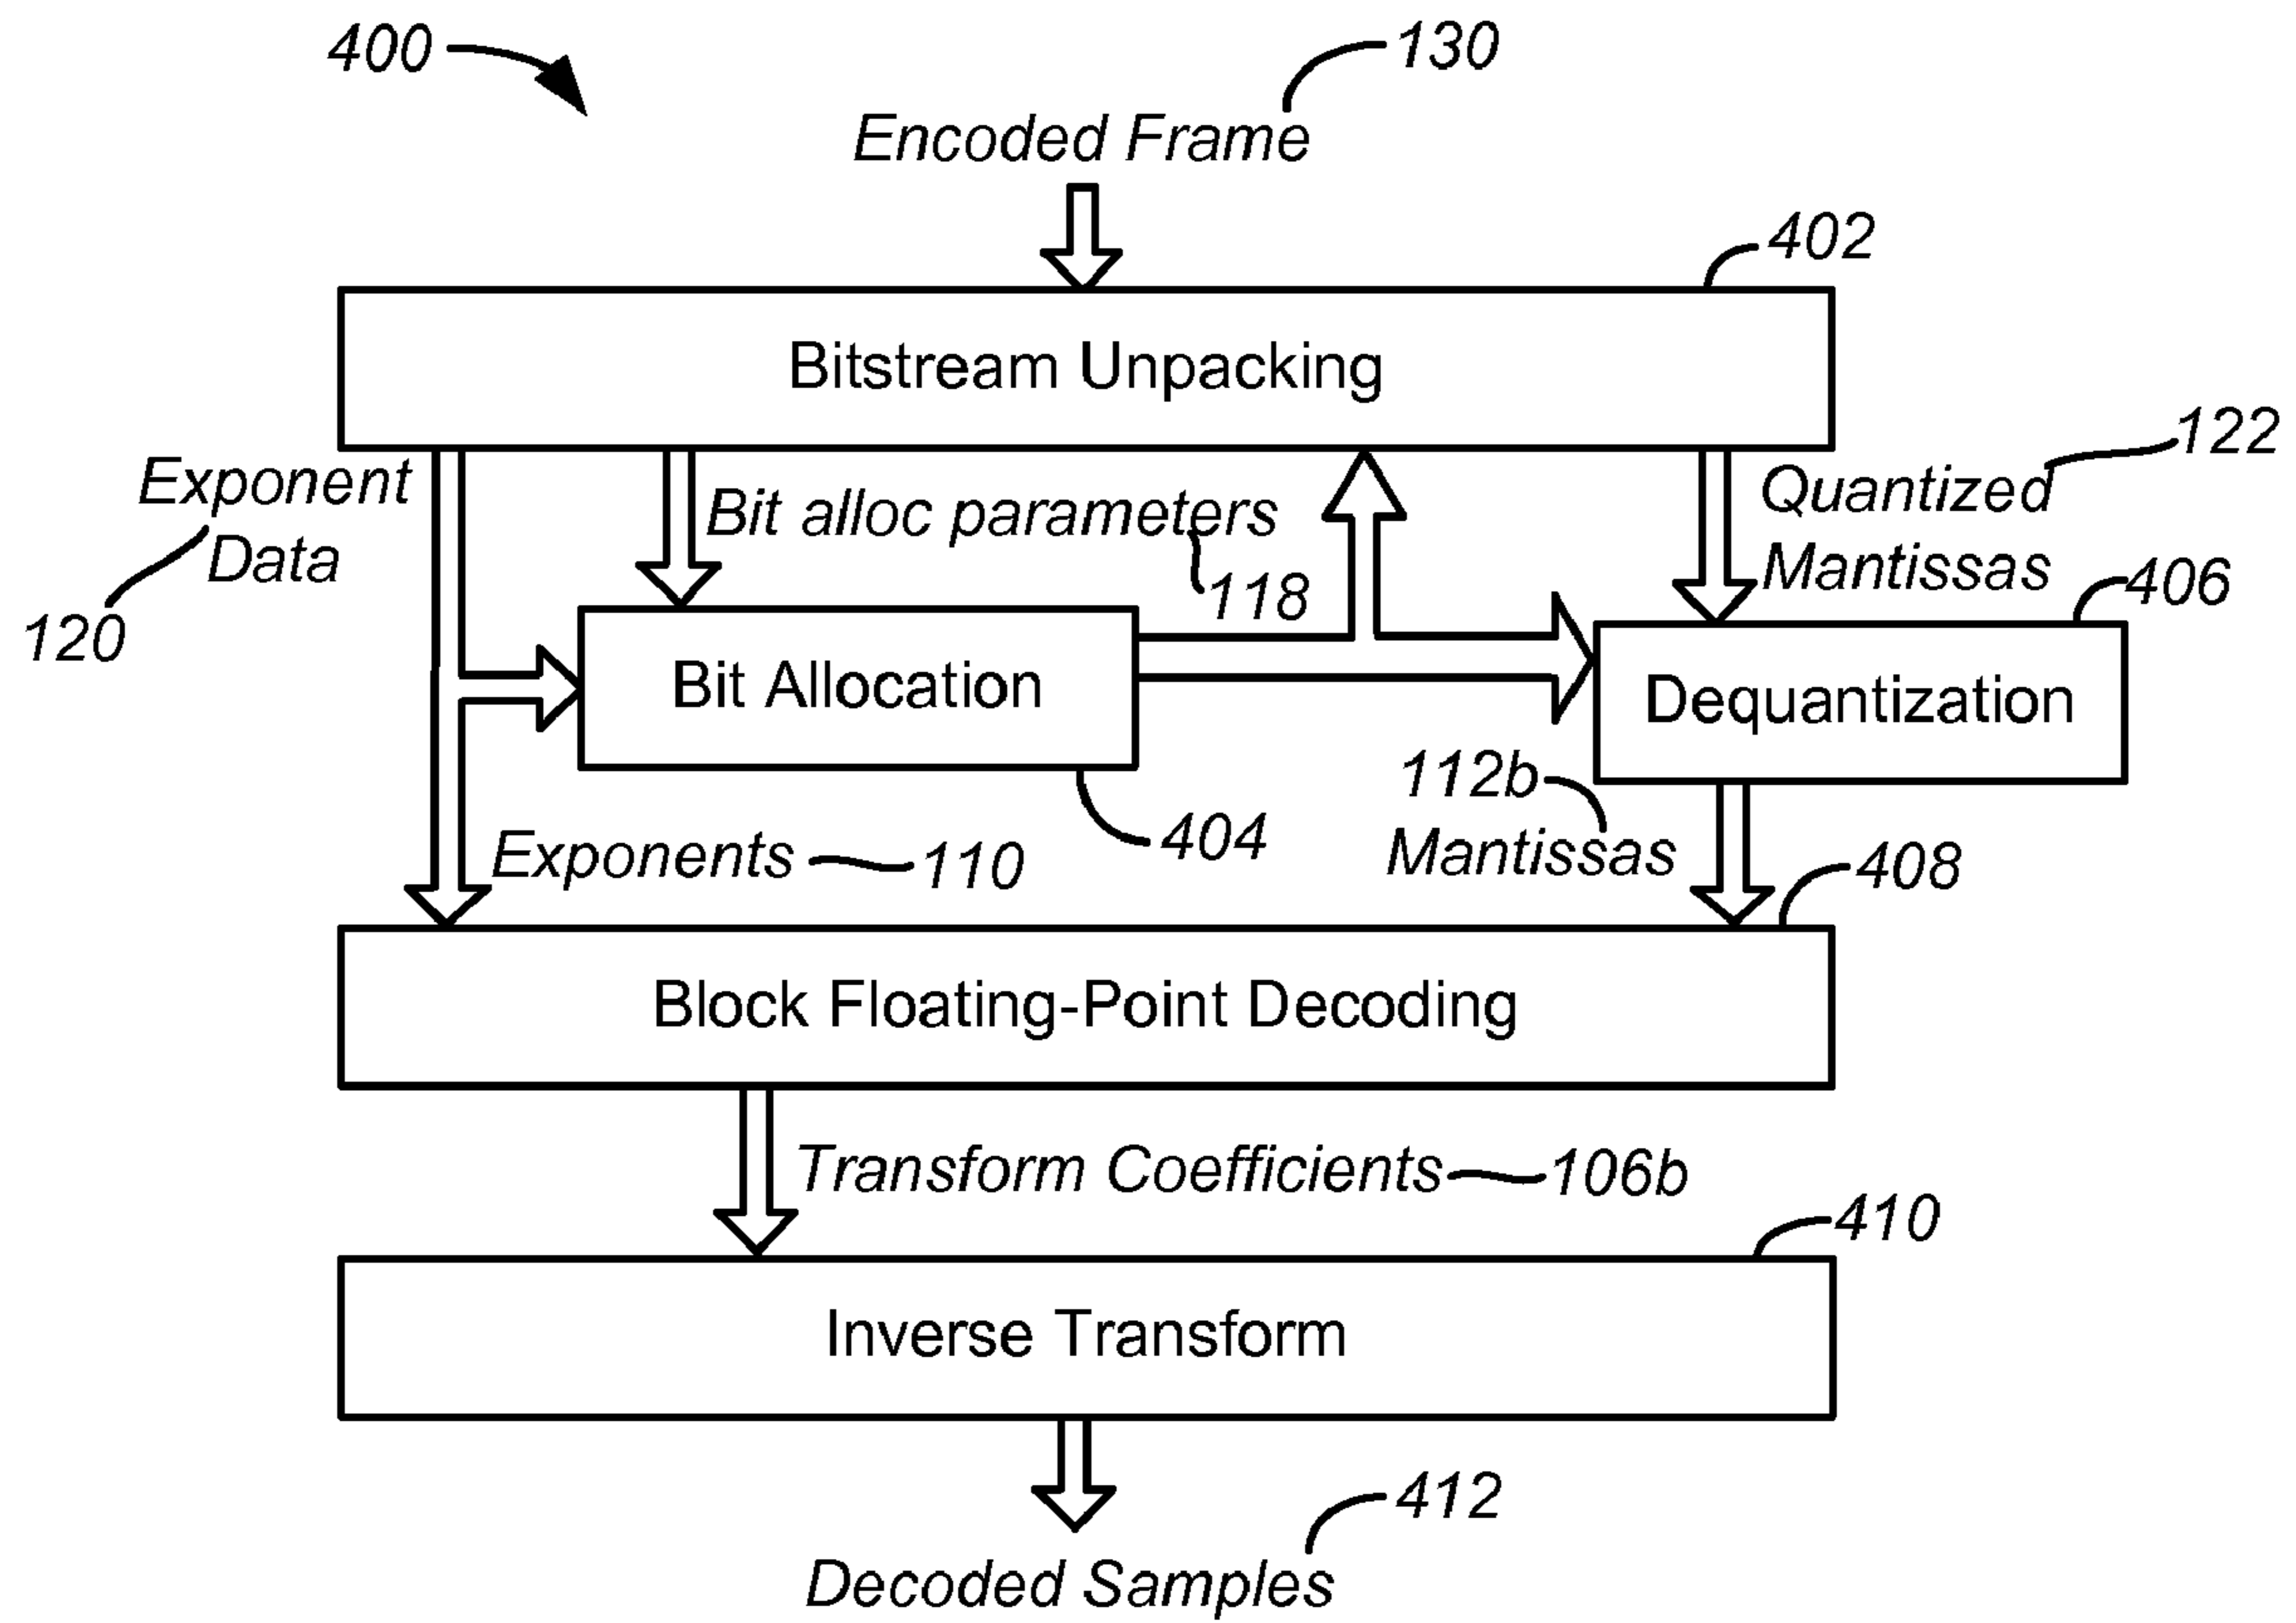 400
130
Encoded Frame
402
Bitstream Unpacking
122
Exponent
Data
120
Bit alloc parameters
118
Quantized
Mantissas
406
Bit Allocation
Dequantization
112b
Mantissas
404
Exponents
110
408
Block Floating-Point Decoding
Transform Coefficients
106b
410
Inverse Transform
412
Decoded Samples